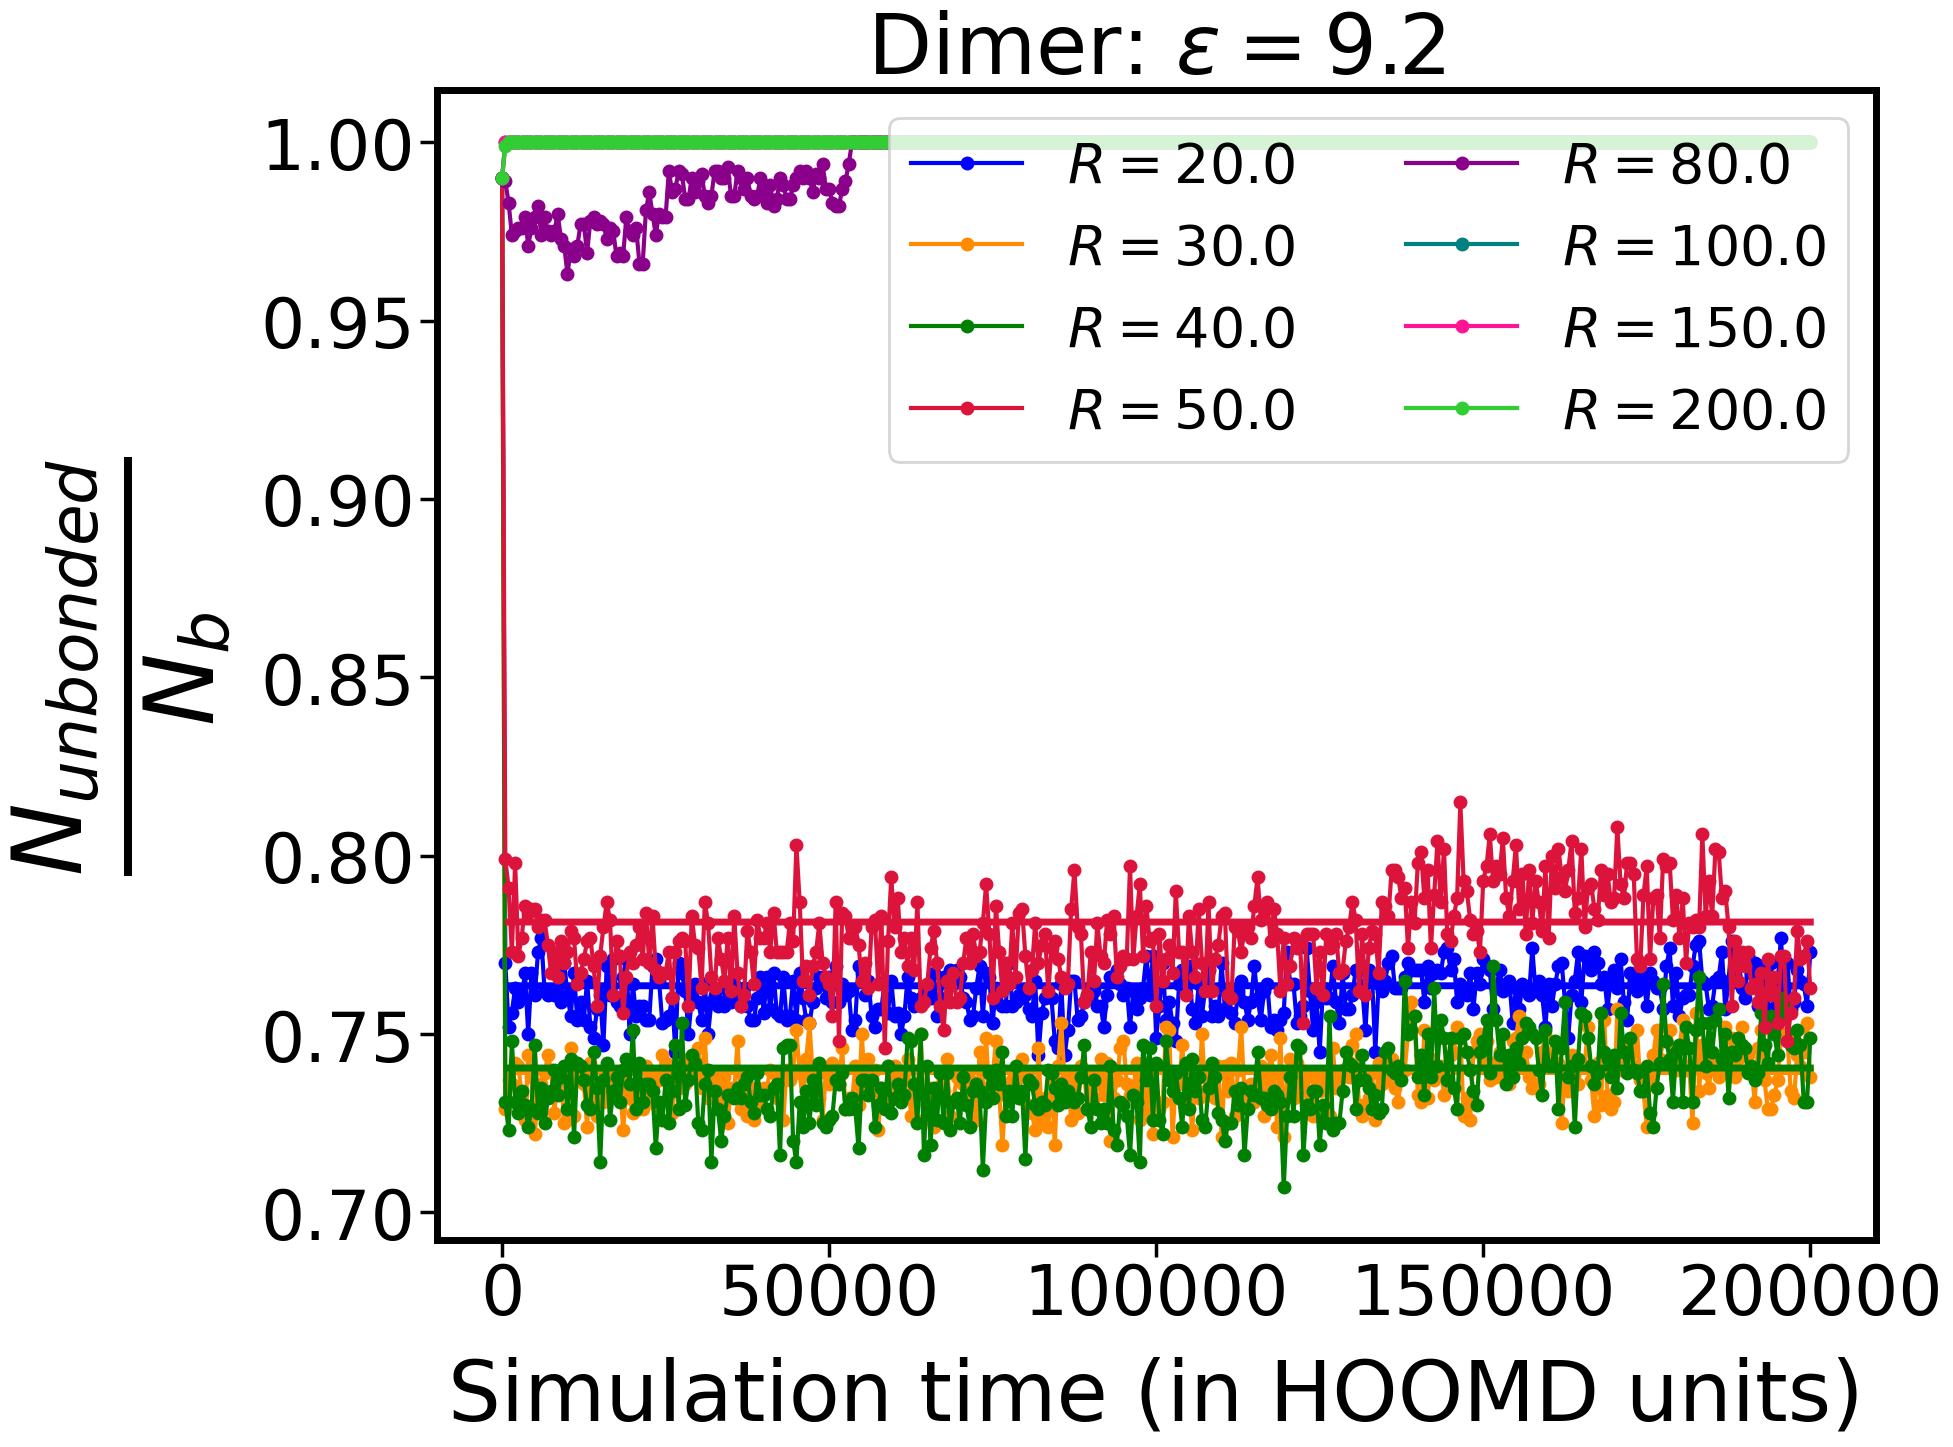 Dimer: ε = 9.2
N_unbonded
N_b
1.00
0.95
0.90
0.85
0.80
0.75
0.70
R = 20.0
R = 30.0
R = 40.0
R = 50.0
R = 80.0
R = 100.0
R = 150.0
R = 200.0
0 50000 100000 150000 200000
Simulation time (in HOOMD units)